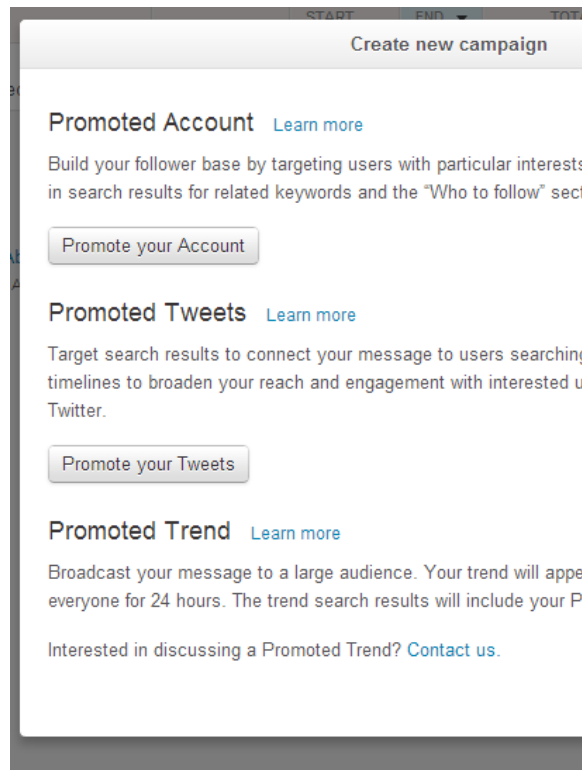 START END TOT
Create new campaign
Promoted Account Learn more
Build your follower base by targeting users with particular interests
in search results for related keywords and the “Who to follow” sect
Promote your Account
Promoted Tweets Learn more
Target search results to connect your message to users searching
timelines to broaden your reach and engagement with interested u
Twitter.
Promote your Tweets
Promoted Trend Learn more
Broadcast your message to a large audience. Your trend will appe
everyone for 24 hours. The trend search results will include your P
Interested in discussing a Promoted Trend? Contact us.